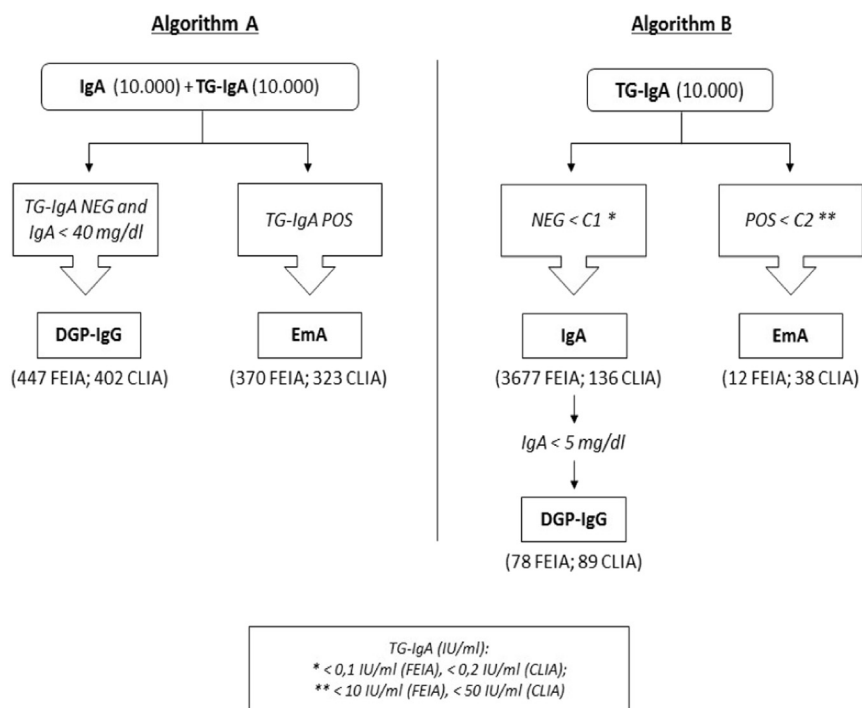 Algorithm A
IgA (10.000) + TG-IgA (10.000)
TG-IgA NEG and
IgA < 40 mg/dl
TG-IgA POS
DGP-IgG
EmA
(447 FEIA; 402 CLIA)
(370 FEIA; 323 CLIA)
Algorithm B
TG-IgA (10.000)
NEG < C1 *
POS < C2 **
IgA
EmA
(3677 FEIA; 136 CLIA)
(12 FEIA; 38 CLIA)
IgA < 5 mg/dl
DGP-IgG
(78 FEIA; 89 CLIA)
TG-IgA (IU/ml):
* < 0,1 IU/ml (FEIA), < 0,2 IU/ml (CLIA);
** < 10 IU/ml (FEIA), < 50 IU/ml (CLIA)